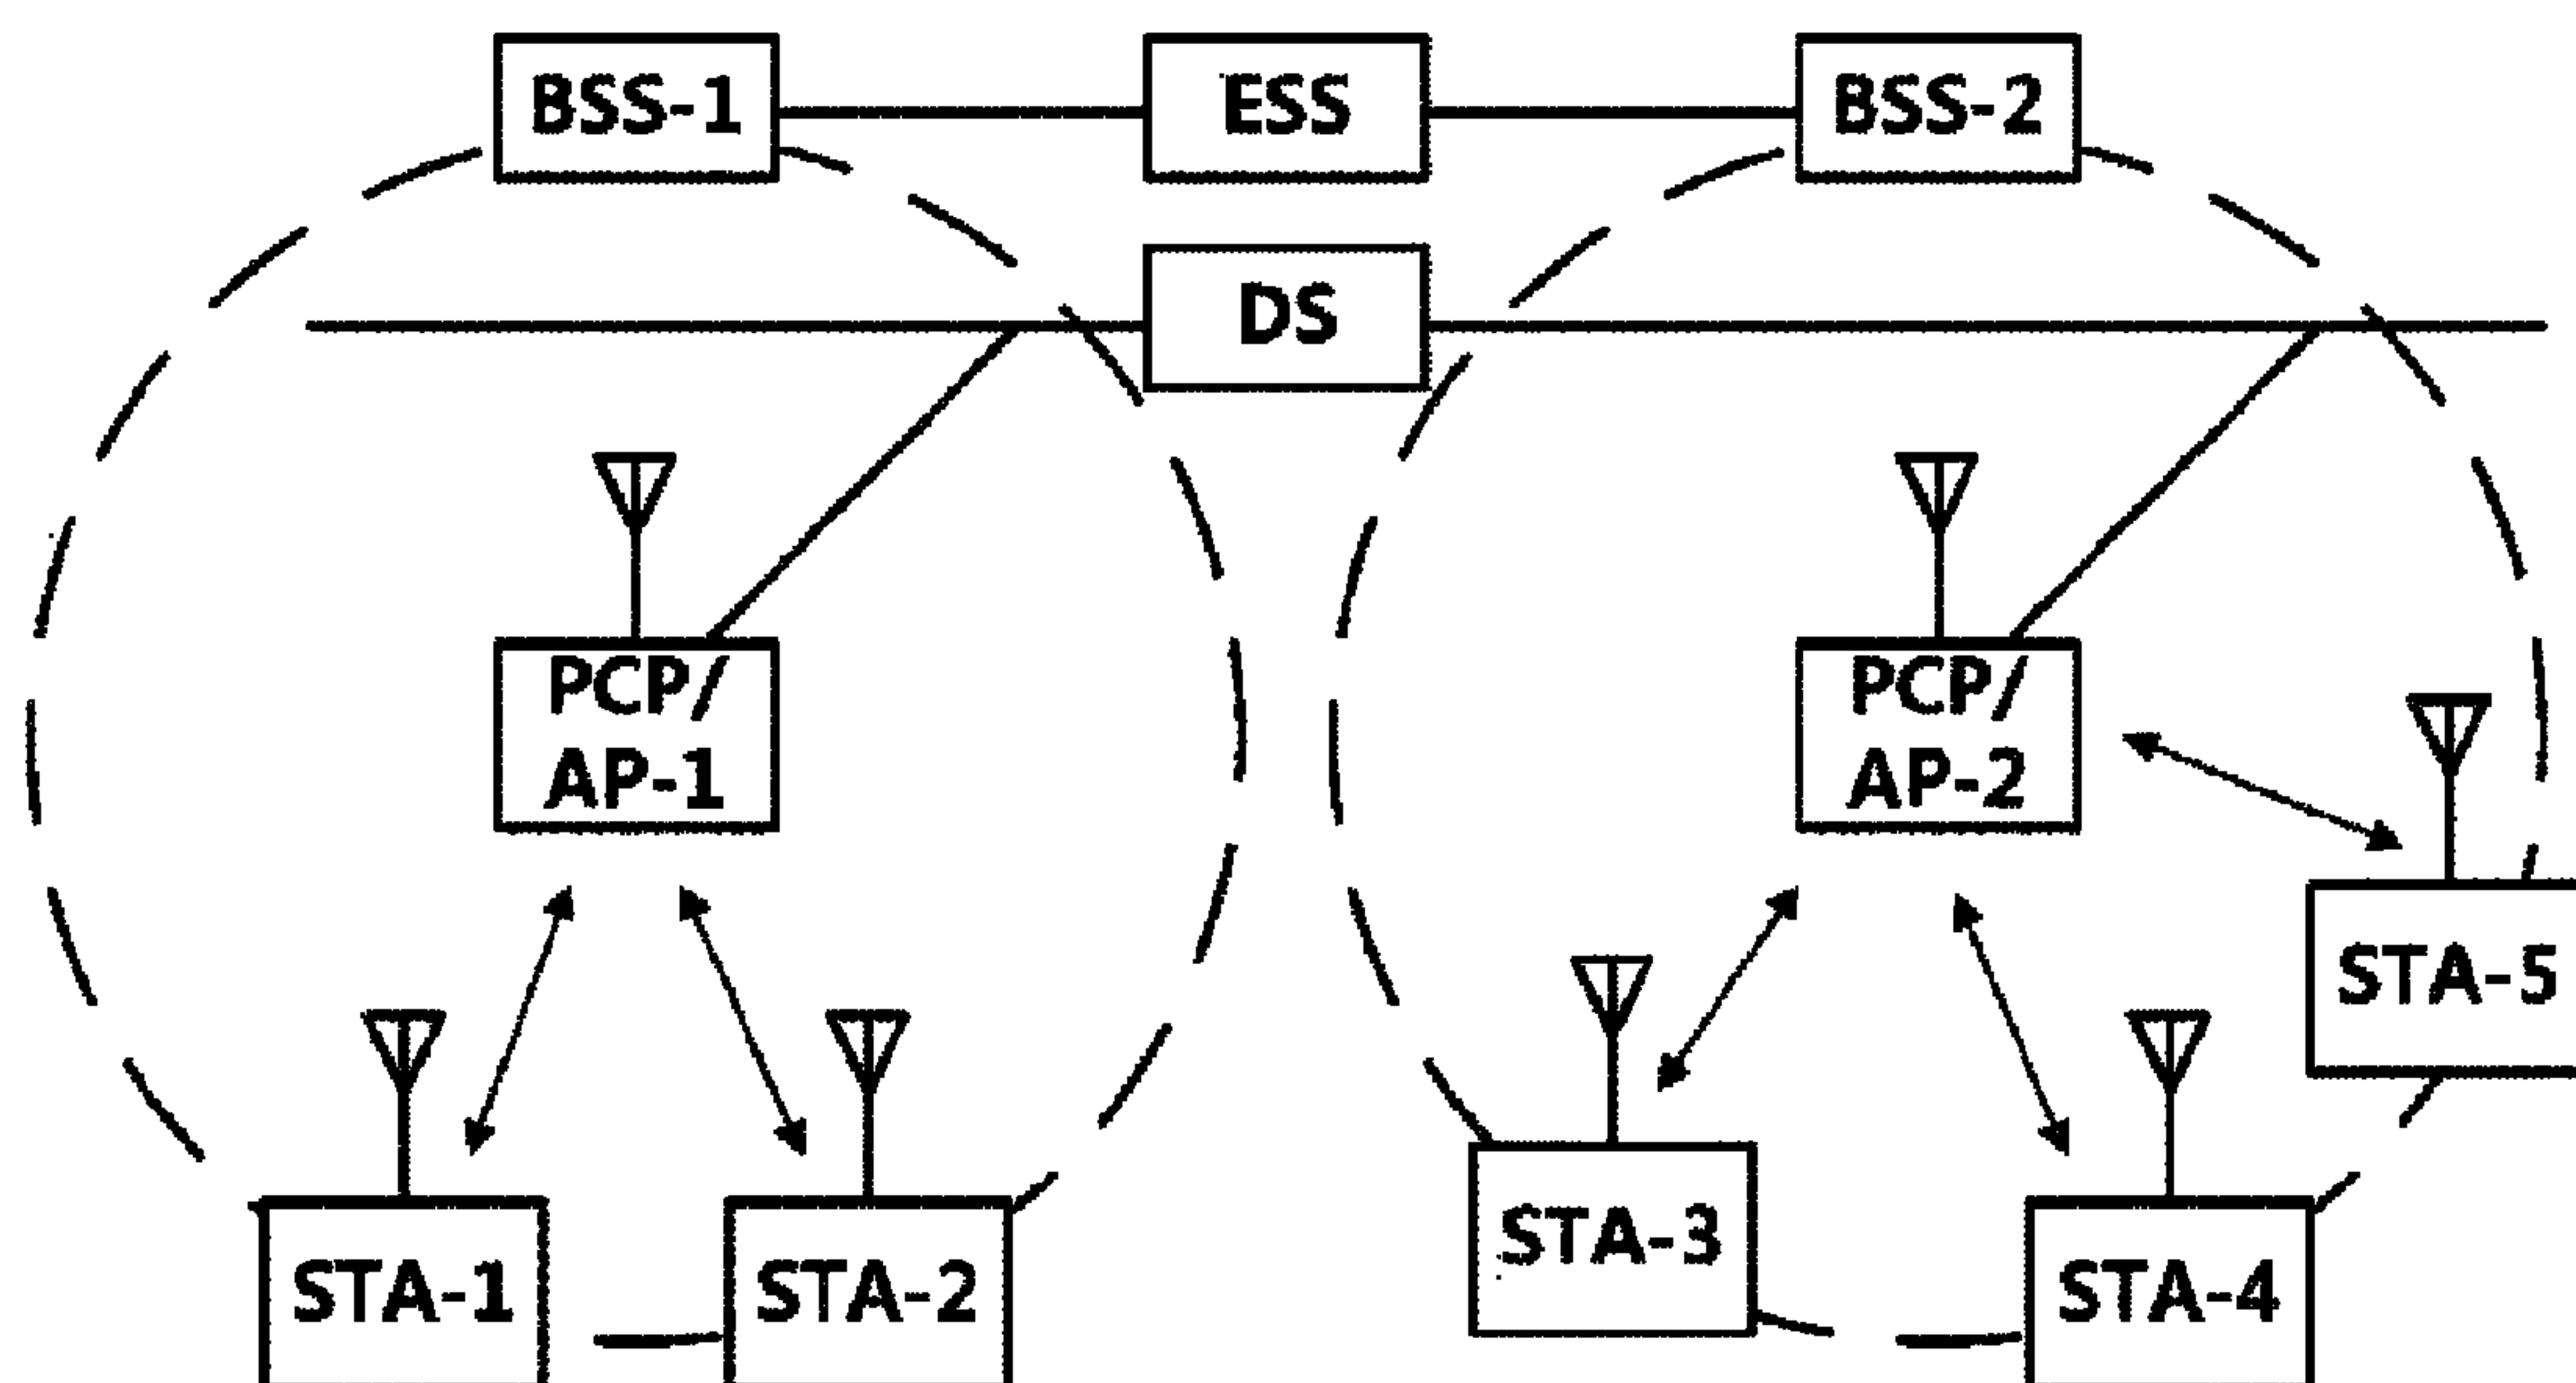 BSS-1
ESS
BSS-2
DS
PCP/
AP-1
PCP/
AP-2
STA-5
STA-3
STA-1
STA-2
STA-4